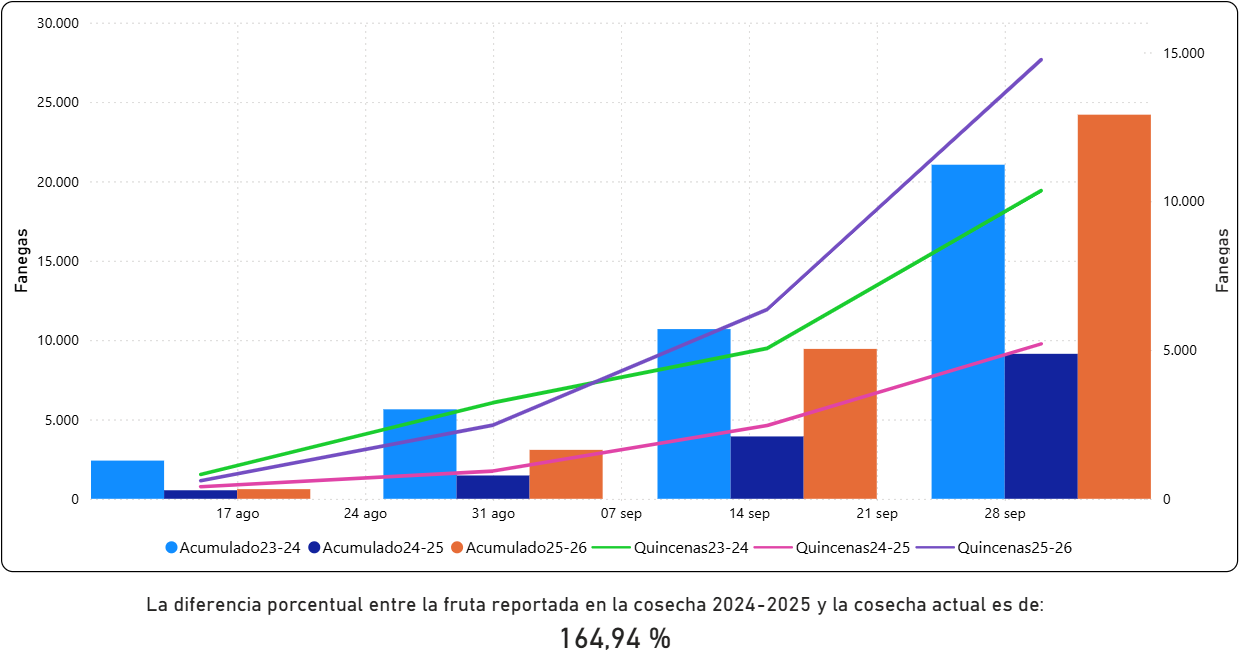 30.000
25.000
20.000
15.000
10.000
5.000
0
Fanegas
15.000
10.000
5.000
0
Fanegas
17 ago 24 ago 31 ago 07 sep 14 sep 21 sep 28 sep
Acumulado23-24 Acumulado24-25 Acumulado25-26 Quincenas23-24 Quincenas24-25 Quincenas25-26
La diferencia porcentual entre la fruta reportada en la cosecha 2024-2025 y la cosecha actual es de:
164,94 %